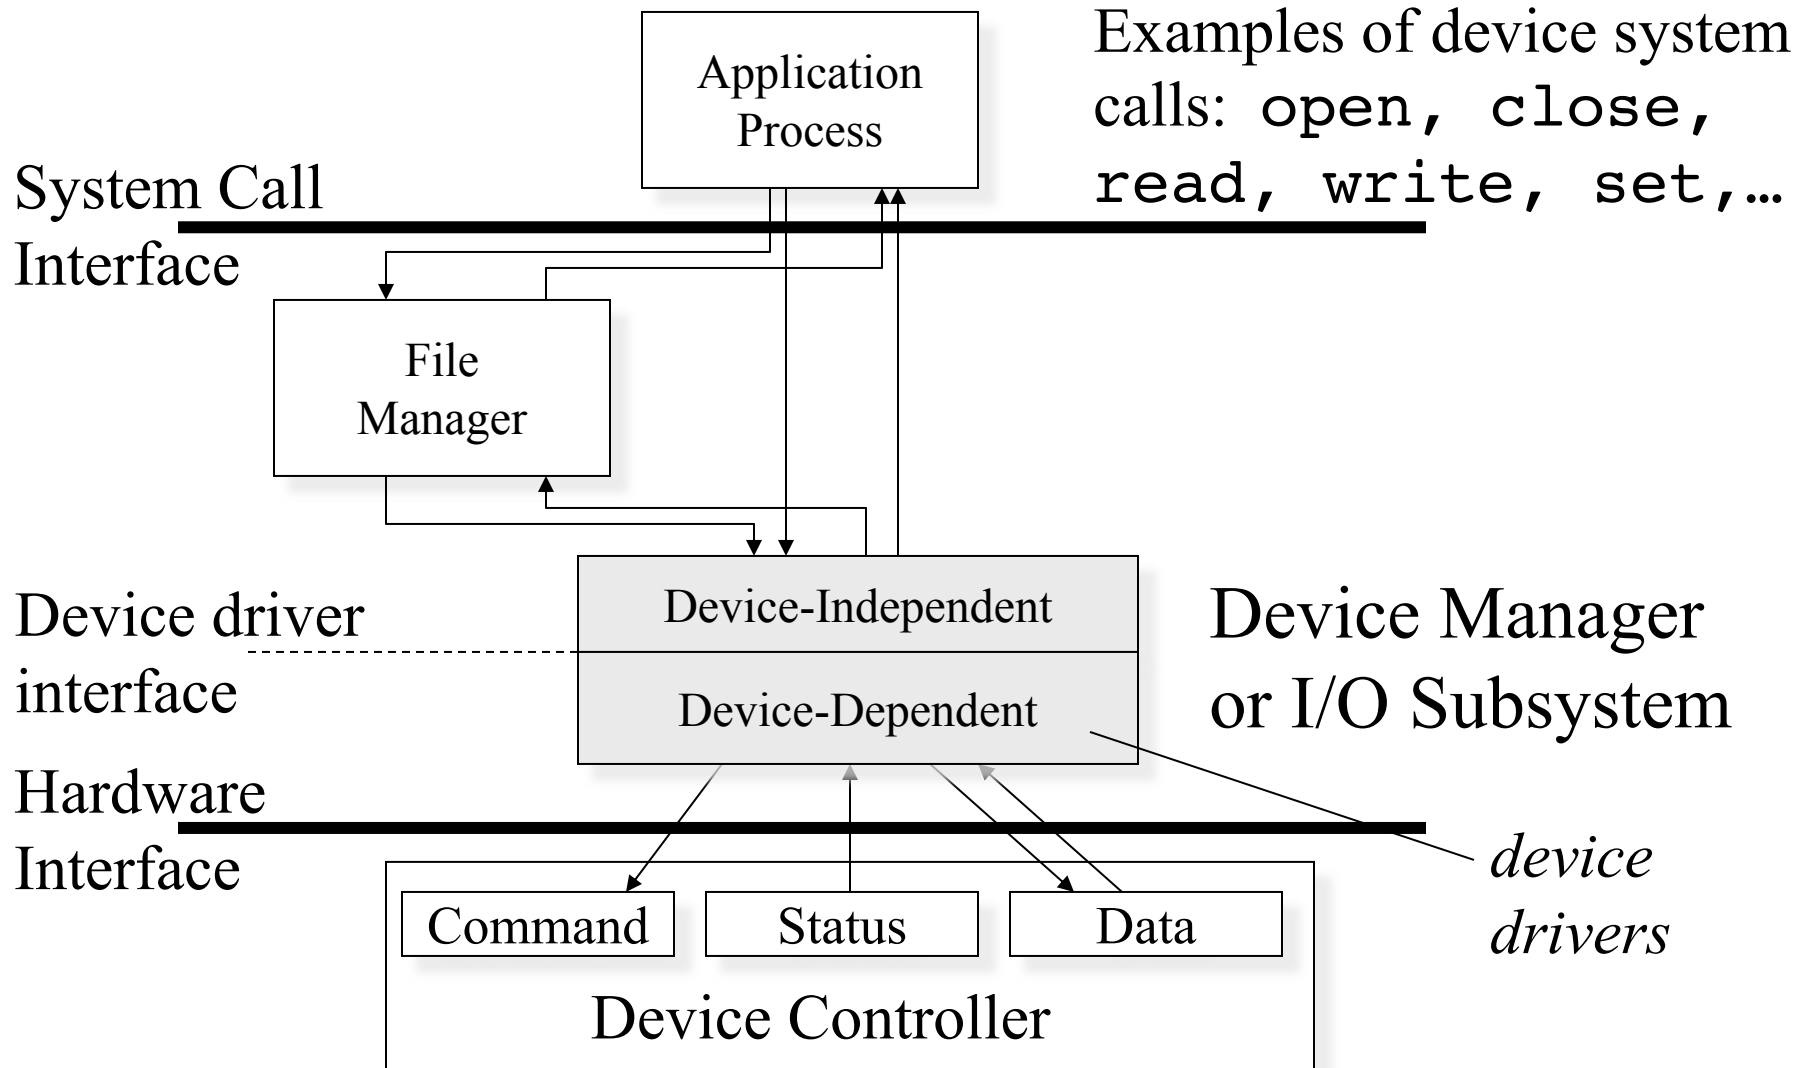 Application
Process
Examples of device system
calls: open, close,
read, write, set,…
System Call
Interface
File
Manager
Device-Independent
Device driver
interface
Device-Dependent
Device Manager
or I/O Subsystem
Hardware
Interface
device
drivers
Command
Status
Data
Device Controller